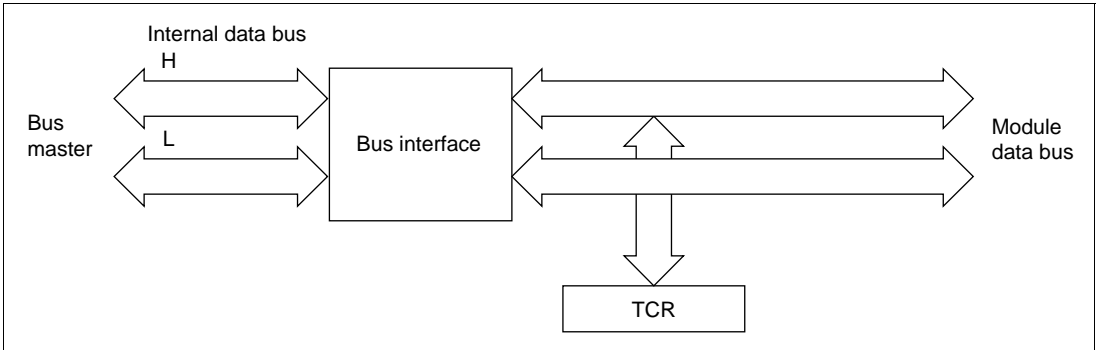 Internal data bus
H
Bus
master
L
Bus interface
Module
data bus
TCR